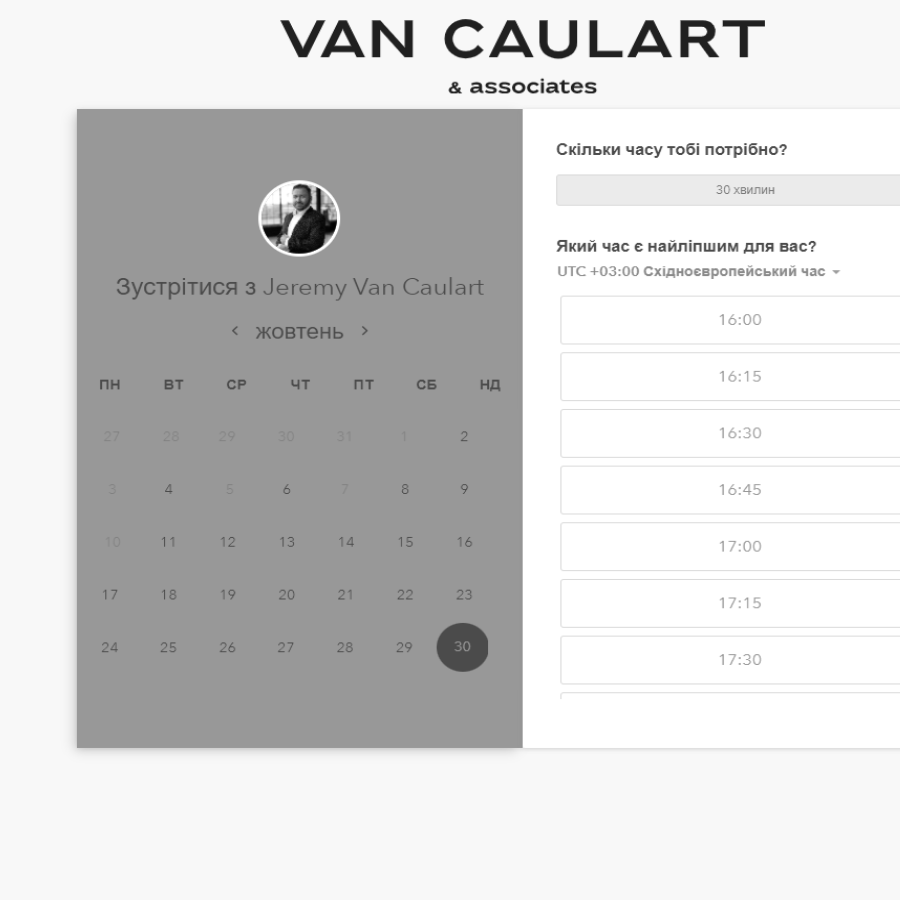 VAN CAULART
& associates
Зустрітися з Jeremy Van Caulart
жовтень
ПН ВТ СР ЧТ ПТ СБ НД
27 28 29 30 31 1 2
3 4 5 6 7 8 9
10 11 12 13 14 15 16
17 18 19 20 21 22 23
24 25 26 27 28 29 30
Скільки часу тобі потрібно?
30 хвилин
Який час є найліпшим для вас?
UTC +03:00 Східноєвропейський час
16:00
16:15
16:30
16:45
17:00
17:15
17:30